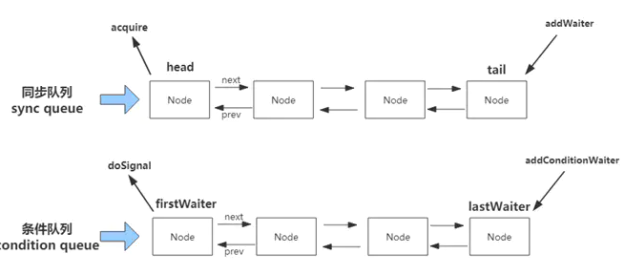 acquire
addWaiter
head
tail
同步队列
sync queue
next
prev
Node
Node
Node
Node
doSignal
addConditionWaiter
firstWaiter
lastWaiter
条件队列
condition queue
next
prev
Node
Node
Node
Node